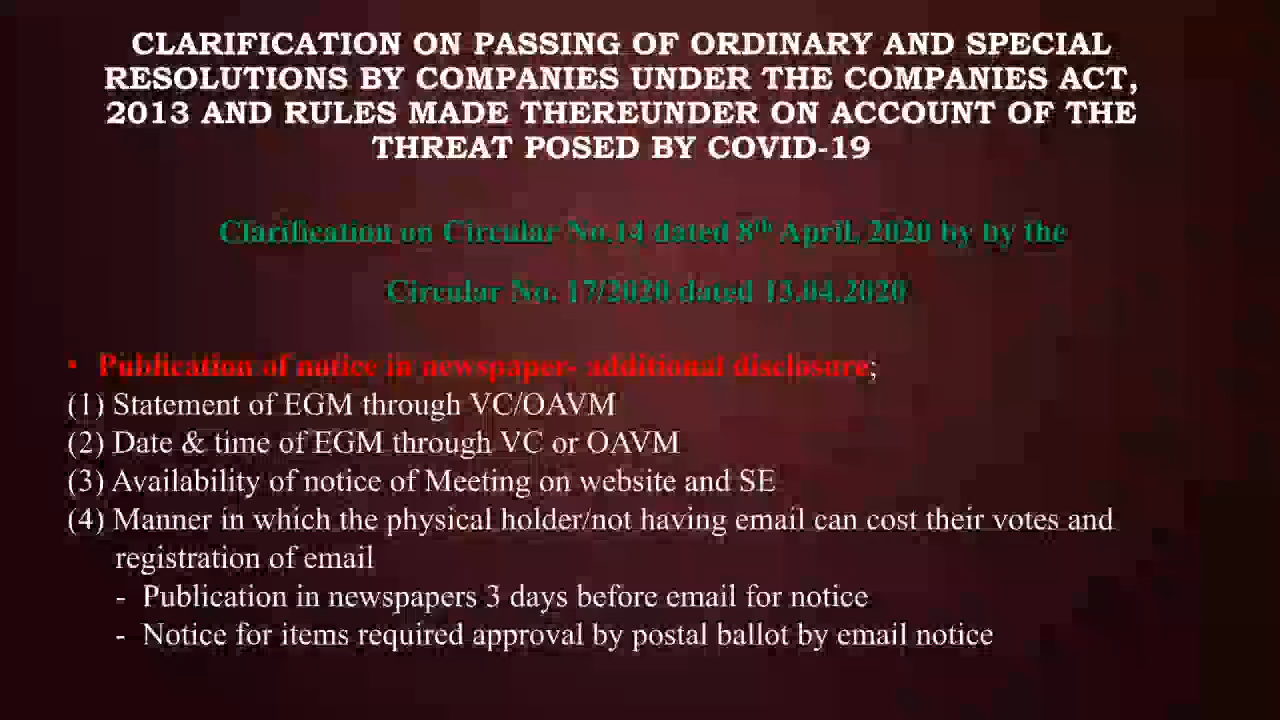 CLARIFICATION ON PASSING OF ORDINARY AND SPECIAL
RESOLUTIONS BY COMPANIES UNDER THE COMPANIES ACT,
2013 AND RULES MADE THEREUNDER ON ACCOUNT OF THE
THREAT POSED BY COVID-19
Clarification on Circular No.14 dated 8th April, 2020 by by the
Circular No. 17/2020 dated 13.04.2020
• Publication of notice in newspaper- additional disclosure;
(1) Statement of EGM through VC/OAVM
(2) Date & time of EGM through VC or OAVM
(3) Availability of notice of Meeting on website and SE
(4) Manner in which the physical holder/not having email can cost their votes and
registration of email
- Publication in newspapers 3 days before email for notice
- Notice for items required approval by postal ballot by email notice